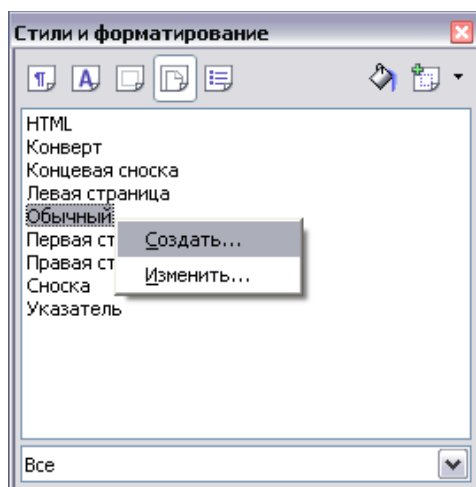 Стили и форматирование
HTML
Конверт
Концевая сноска
Левая страница
Обычный
Создать...
Первая ст
Правая ст
Изменить...
Сноска
Указатель
Все